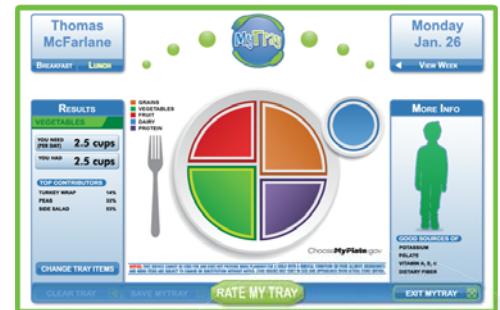 Thomas
McFarlane
BREAKFAST LUNCH
MyTray
Monday
Jan. 26
VIEW WEEK
RESULTS
VEGETABLES
YOU NEED
(PER DAY)
2.5 cups
YOU HAD
2.5 cups
TOP CONTRIBUTORS
TURKEY WRAP 14%
PEAS 33%
SIDE SALAD 53%
CHANGE TRAY ITEMS
GRAINS
VEGETABLES
FRUIT
DAIRY
PROTEIN
ChooseMyPlate.gov
MORE INFO
GOOD SOURCES OF
POTASSIUM
FOLATE
VITAMIN A, E, C
DIETARY FIBER
CLEAR TRAY
SAVE MYTRAY
RATE MY TRAY
EXIT MYTRAY